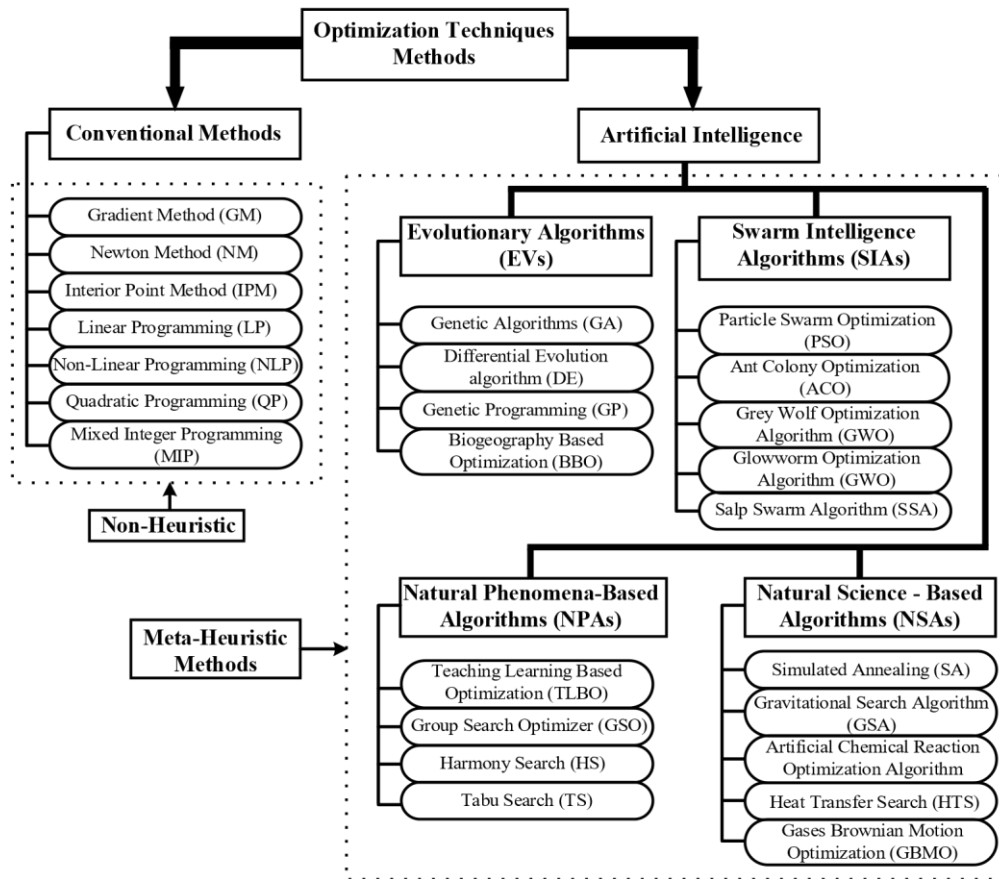 Optimization Techniques
Methods
Conventional Methods
Gradient Method (GM)
Newton Method (NM)
Interior Point Method (IPM)
Linear Programming (LP)
Non-Linear Programming (NLP)
Quadratic Programming (QP)
Mixed Integer Programming
(MIP)
Non-Heuristic
Artificial Intelligence
Evolutionary Algorithms
(EVs)
Genetic Algorithms (GA)
Differential Evolution
algorithm (DE)
Genetic Programming (GP)
Biogeography Based
Optimization (BBO)
Swarm Intelligence
Algorithms (SIAs)
Particle Swarm Optimization
(PSO)
Ant Colony Optimization
(ACO)
Grey Wolf Optimization
Algorithm (GWO)
Glowworm Optimization
Algorithm (GWO)
Salp Swarm Algorithm (SSA)
Meta-Heuristic
Methods
Natural Phenomena-Based
Algorithms (NPAs)
Teaching Learning Based
Optimization (TLBO)
Group Search Optimizer (GSO)
Harmony Search (HS)
Tabu Search (TS)
Natural Science - Based
Algorithms (NSAs)
Simulated Annealing (SA)
Gravitational Search Algorithm
(GSA)
Artificial Chemical Reaction
Optimization Algorithm
Heat Transfer Search (HTS)
Gases Brownian Motion
Optimization (GBMO)